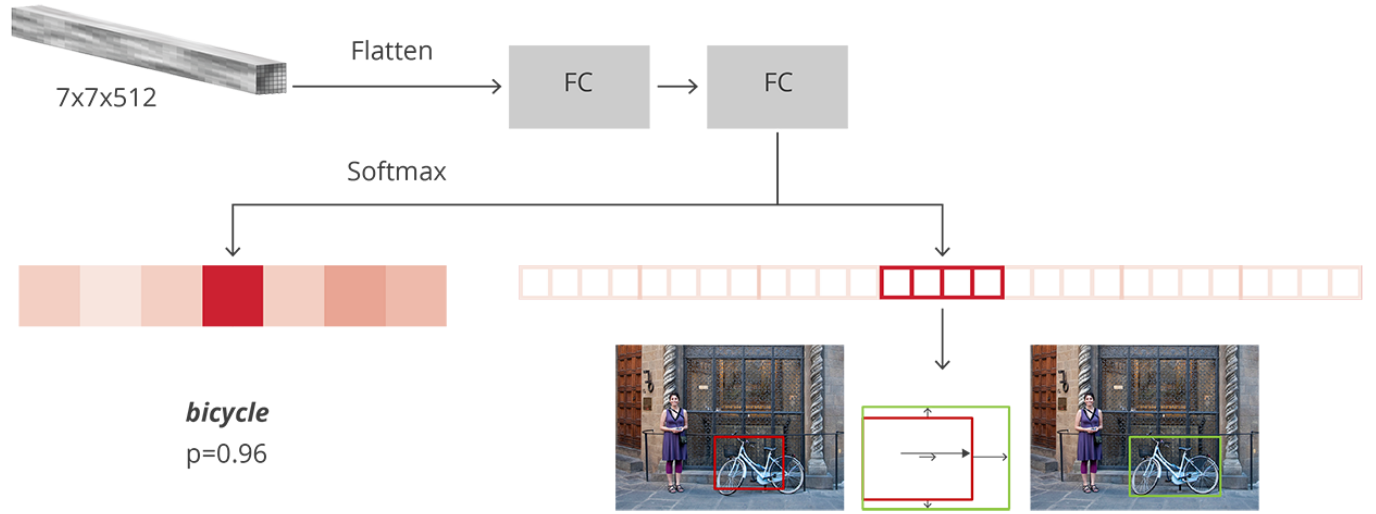 Flatten
7x7x512
FC
FC
Softmax
bicycle
p=0.96